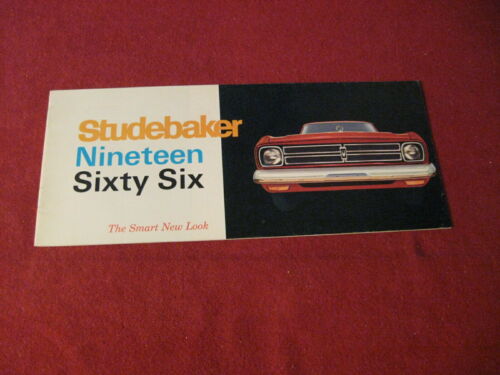 Studebaker
Nineteen
Sixty Six
The Smart New Look